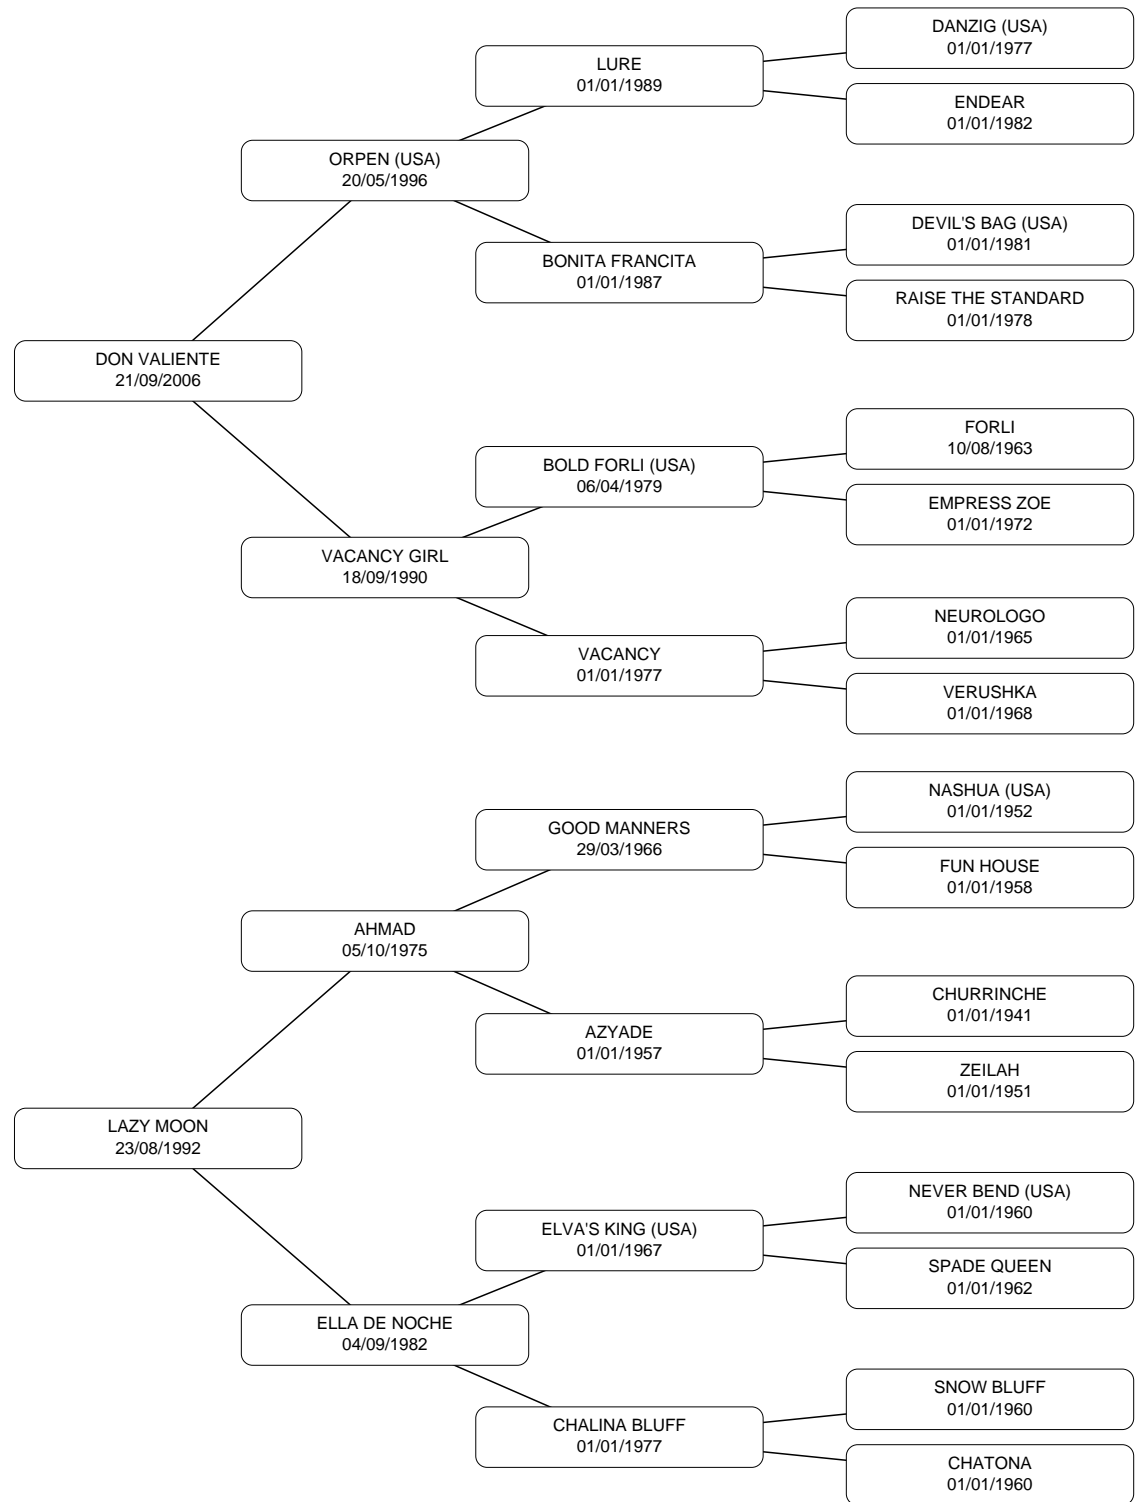 DANZIG (USA)
01/01/1977
LURE
01/01/1989
ENDEAR
01/01/1982
ORPEN (USA)
20/05/1996
DEVIL'S BAG (USA)
01/01/1981
BONITA FRANCITA
01/01/1987
RAISE THE STANDARD
01/01/1978
DON VALIENTE
21/09/2006
FORLI
10/08/1963
BOLD FORLI (USA)
06/04/1979
EMPRESS ZOE
01/01/1972
VACANCY GIRL
18/09/1990
NEUROLOGO
01/01/1965
VACANCY
01/01/1977
VERUSHKA
01/01/1968
NASHUA (USA)
01/01/1952
GOOD MANNERS
29/03/1966
FUN HOUSE
01/01/1958
AHMAD
05/10/1975
CHURRINCHE
01/01/1941
AZYADE
01/01/1957
ZEILAH
01/01/1951
LAZY MOON
23/08/1992
NEVER BEND (USA)
01/01/1960
ELVA'S KING (USA)
01/01/1967
SPADE QUEEN
01/01/1962
ELLA DE NOCHE
04/09/1982
SNOW BLUFF
01/01/1960
CHALINA BLUFF
01/01/1977
CHATONA
01/01/1960